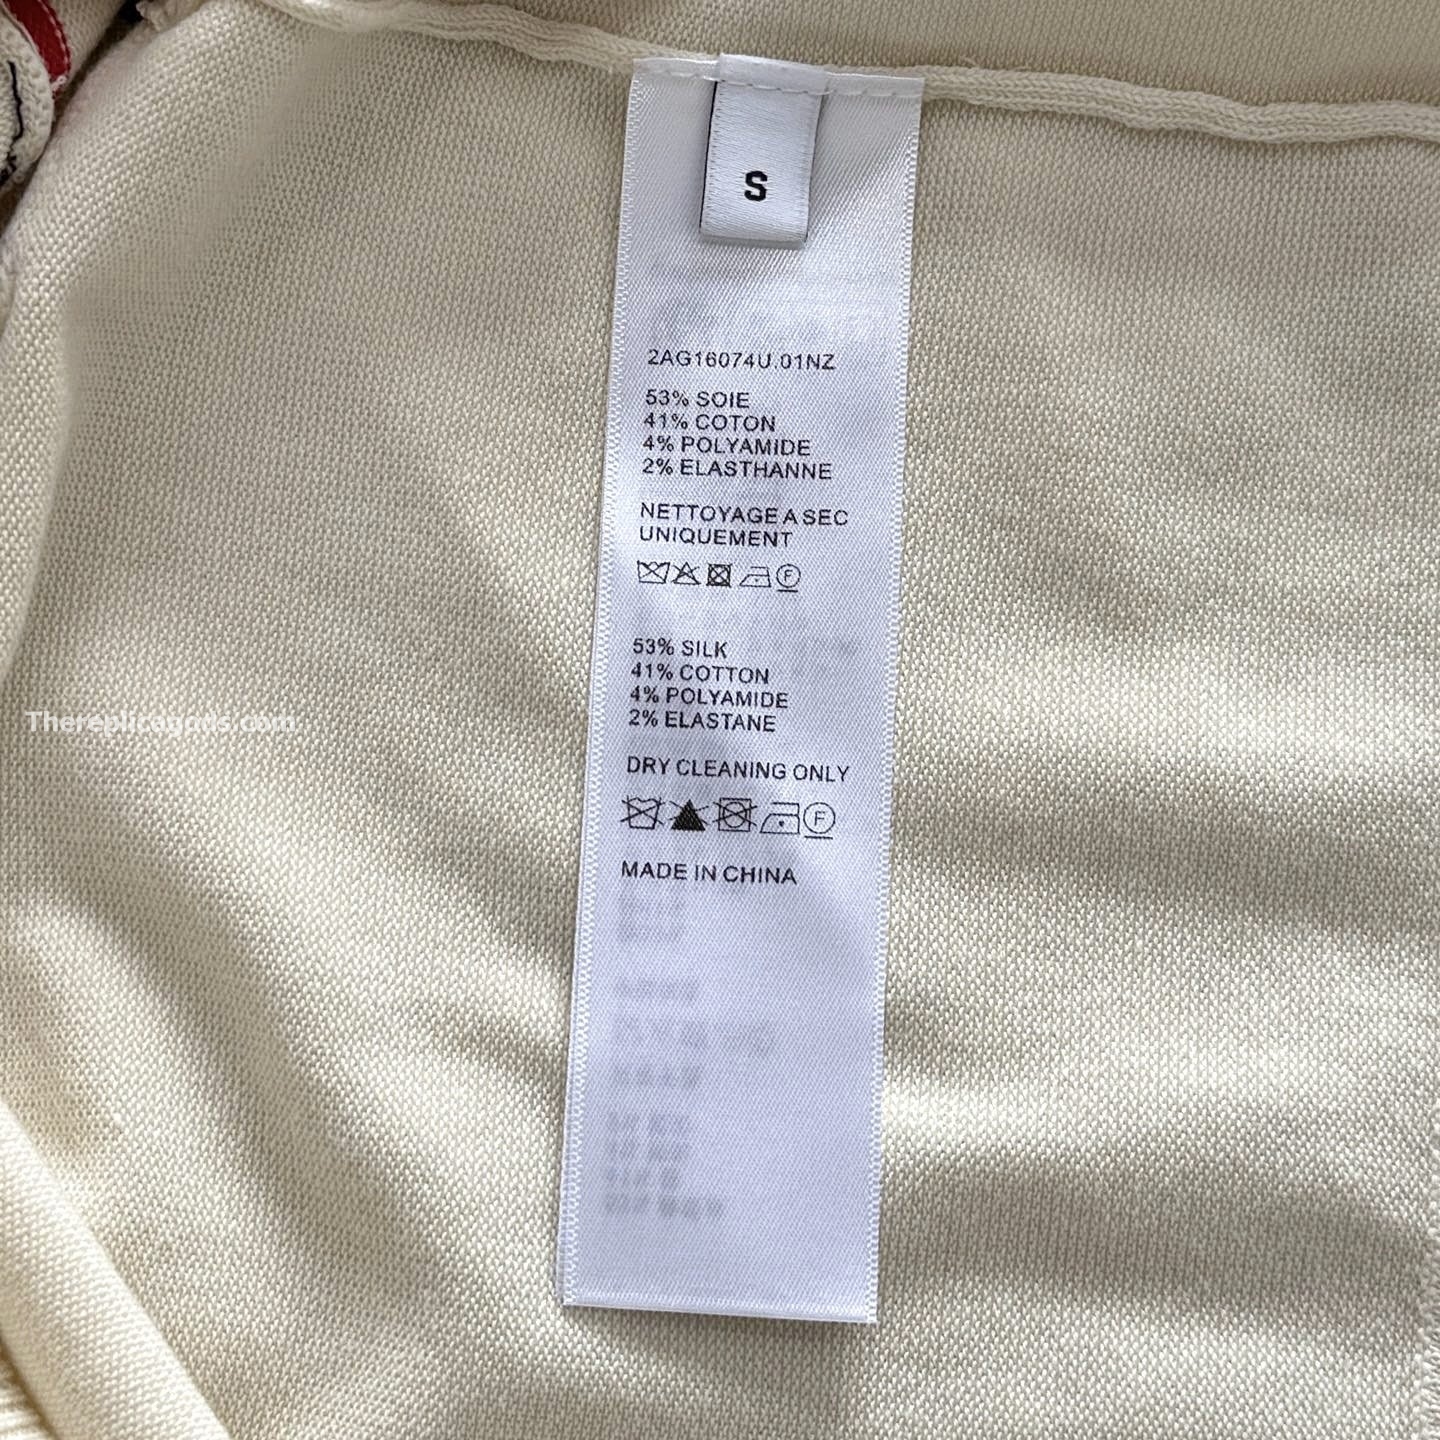 S
2AG16074U.01NZ
53% SOIE
41% COTON
4% POLYAMIDE
2% ELASTHANNE
NETTOYAGE A SEC
UNIQUEMENT
F
53% SILK
41% COTTON
4% POLYAMIDE
2% ELASTANE
Thereplicagods.com
DRY CLEANING ONLY
F
MADE IN CHINA